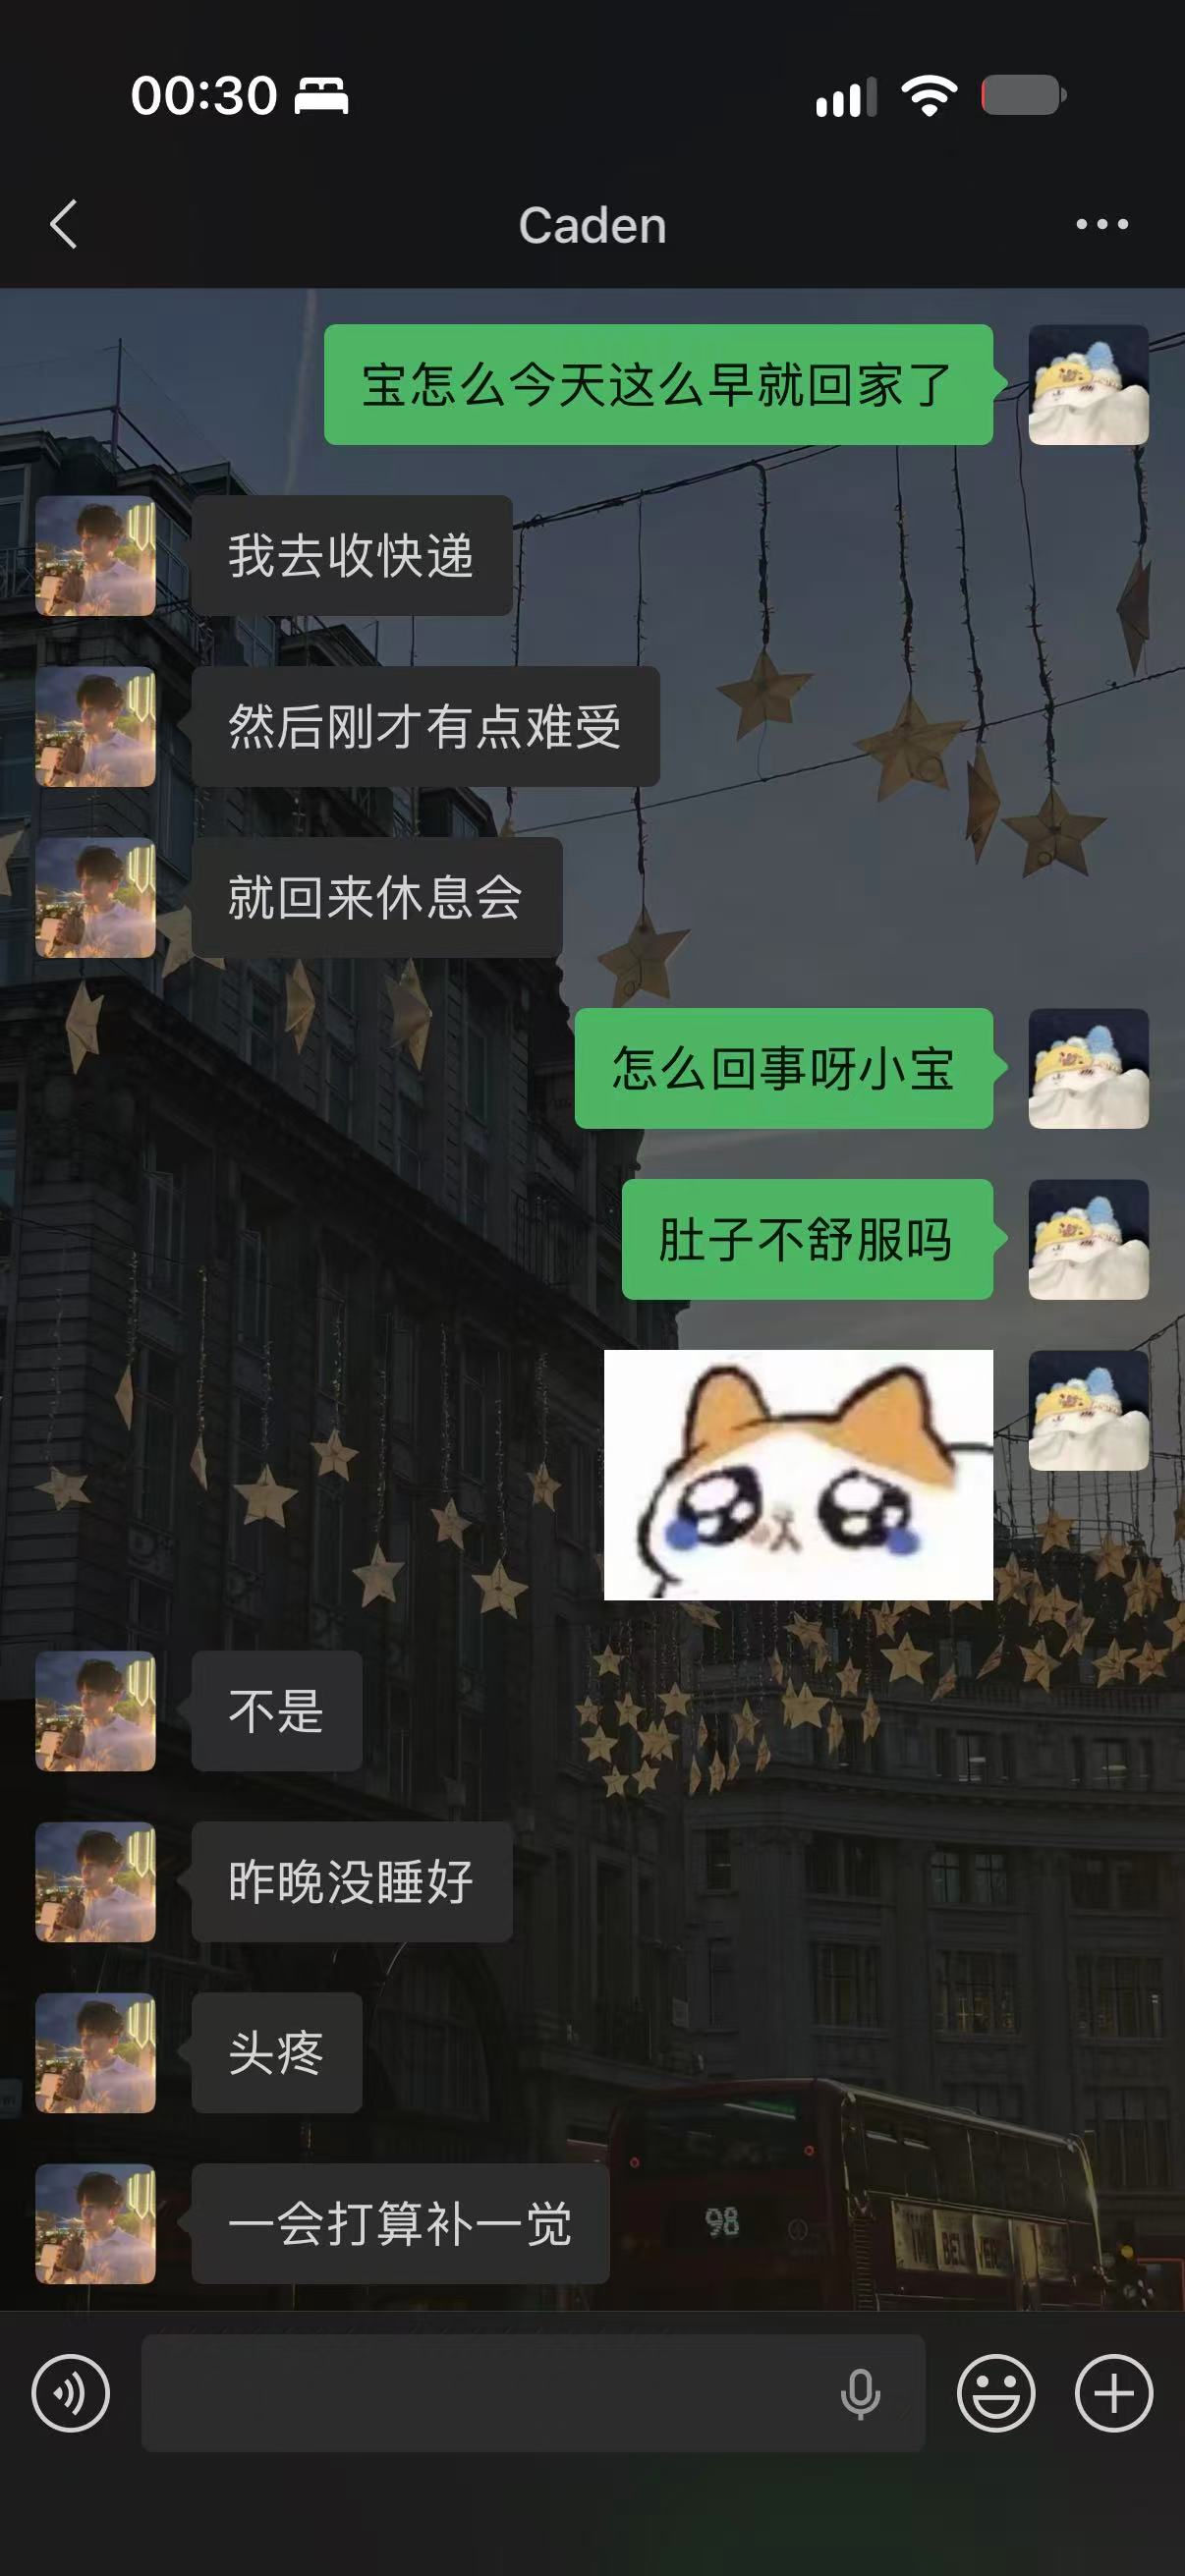 00:30
Caden
宝怎么今天这么早就回家了
我去收快递
然后刚才有点难受
就回来休息会
怎么回事呀小宝
肚子不舒服吗
不是
昨晚没睡好
头疼
一会打算补一觉
98